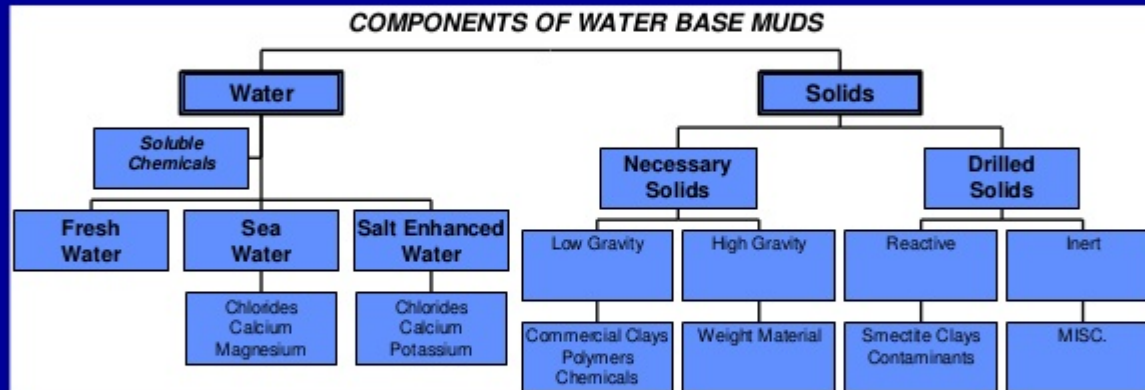 COMPONENTS OF WATER BASE MUDS
Water
Solids
Soluble
Chemicals
Necessary
Solids
Drilled
Solids
Fresh
Water
Sea
Water
Salt Enhanced
Water
Low Gravity
High Gravity
Reactive
Inert
Chlorides
Calcium
Magnesium
Chlorides
Calcium
Potassium
Commercial Clays
Polymers
Chemicals
Weight Material
Smectite Clays
Contaminants
MISC.